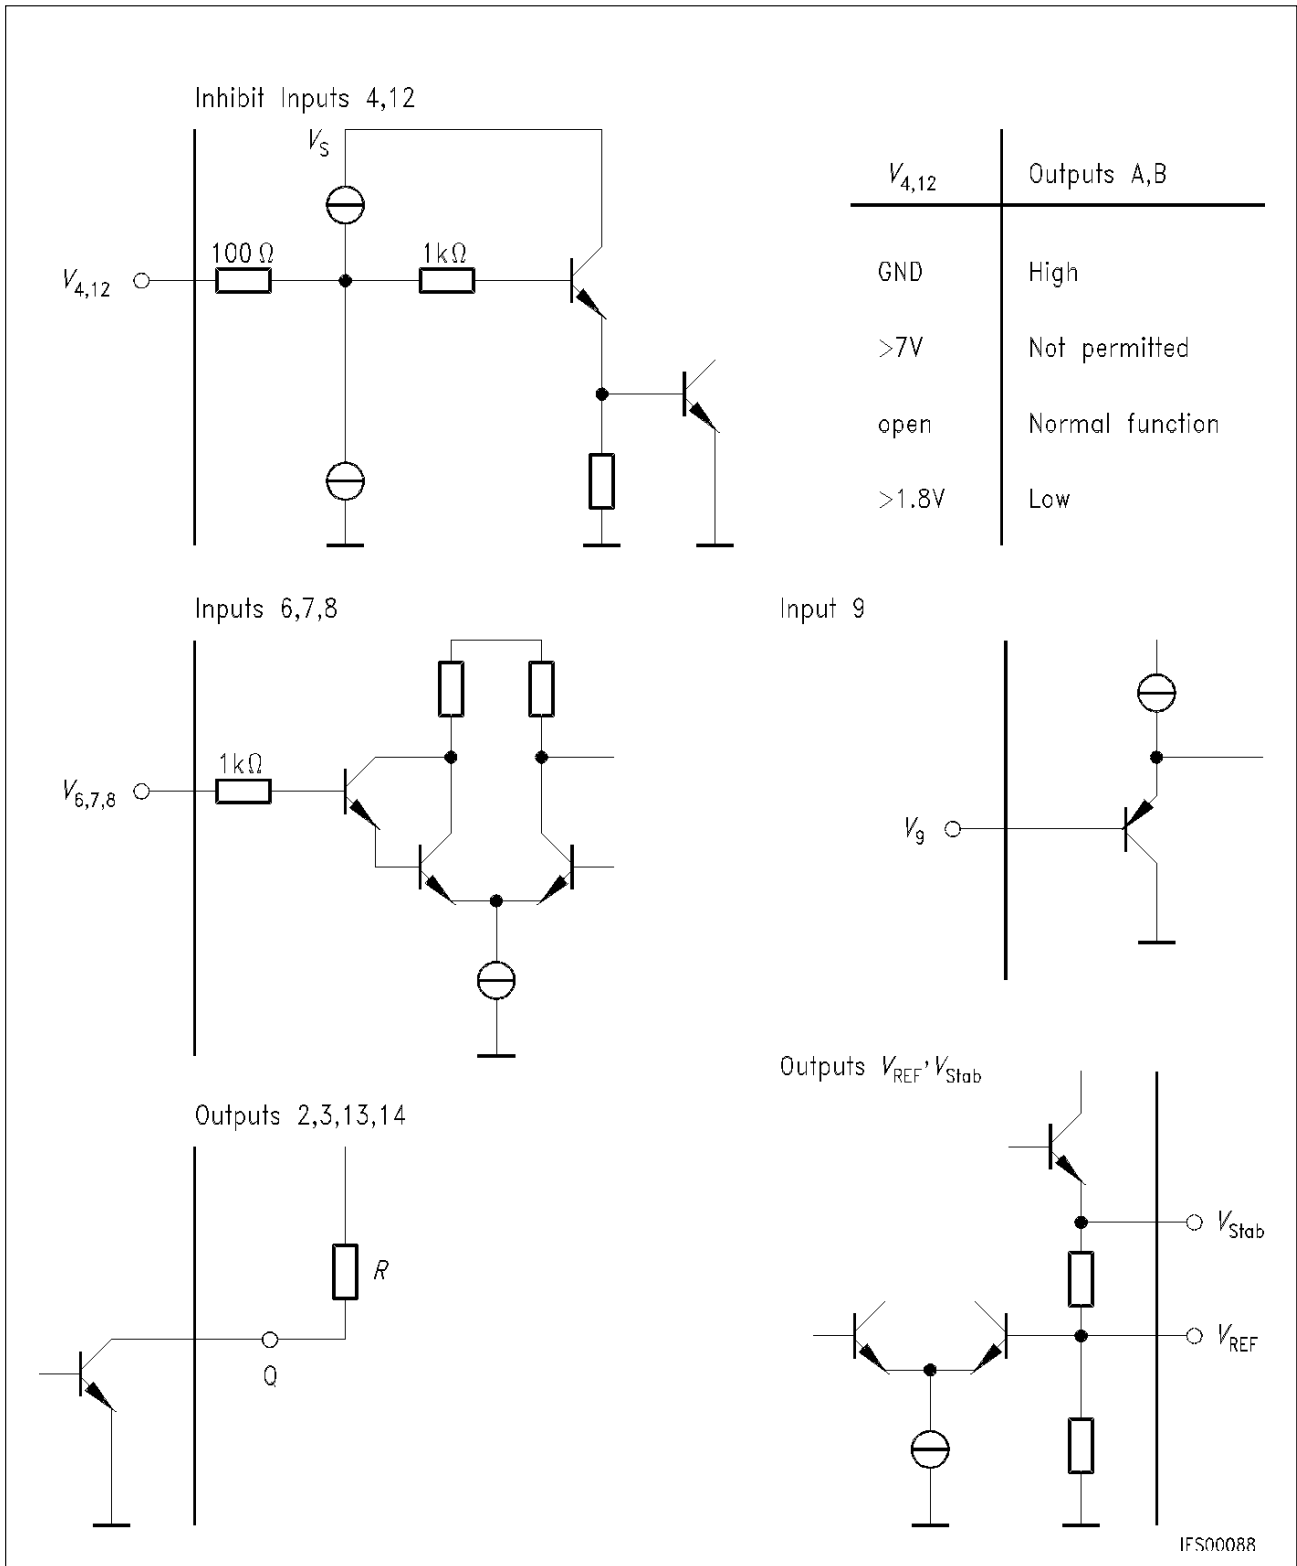 Inhibit Inputs 4,12
VS
100 Ω
1kΩ
V4,12
V4,12 Outputs A,B
GND High
>7V Not permitted
open Normal function
>1.8V Low
Inputs 6,7,8
1kΩ
V6,7,8
Input 9
V9
Outputs 2,3,13,14
R
Q
Outputs VREF, VStab
VStab
VREF
IES00088